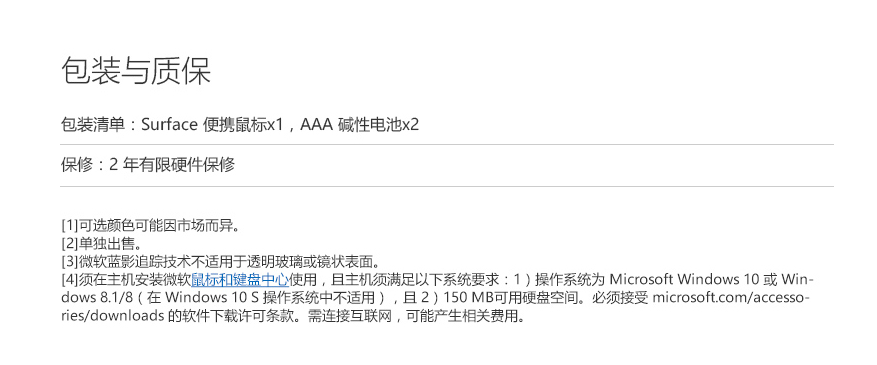 包装与质保
包装清单：Surface 便携鼠标x1，AAA 碱性电池x2
保修：2 年有限硬件保修
[1]可选颜色可能因市场而异。
[2]单独出售。
[3]微软蓝影追踪技术不适用于透明玻璃或镜状表面。
[4]须在主机安装微软鼠标和键盘中心使用，且主机须满足以下系统要求：1）操作系统为 Microsoft Windows 10 或 Win-
dows 8.1/8（在 Windows 10 S 操作系统中不适用），且 2）150 MB可用硬盘空间。必须接受 microsoft.com/accesso-
ries/downloads 的软件下载许可条款。需连接互联网，可能产生相关费用。